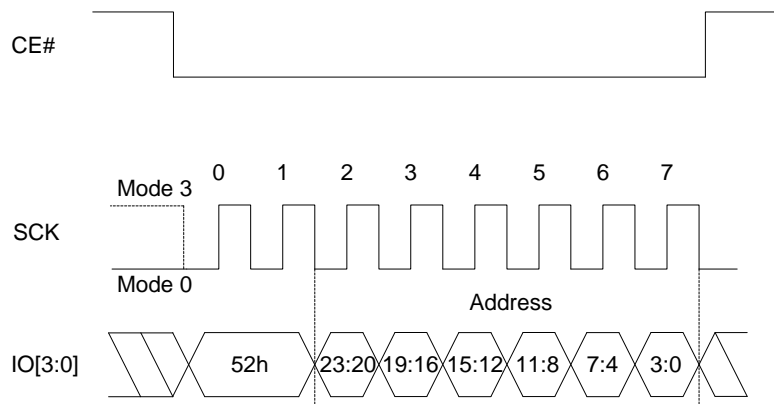 CE#
0 1 2 3 4 5 6 7
Mode 3
SCK
Mode 0
Address
IO[3:0] 52h 23:20 19:16 15:12 11:8 7:4 3:0